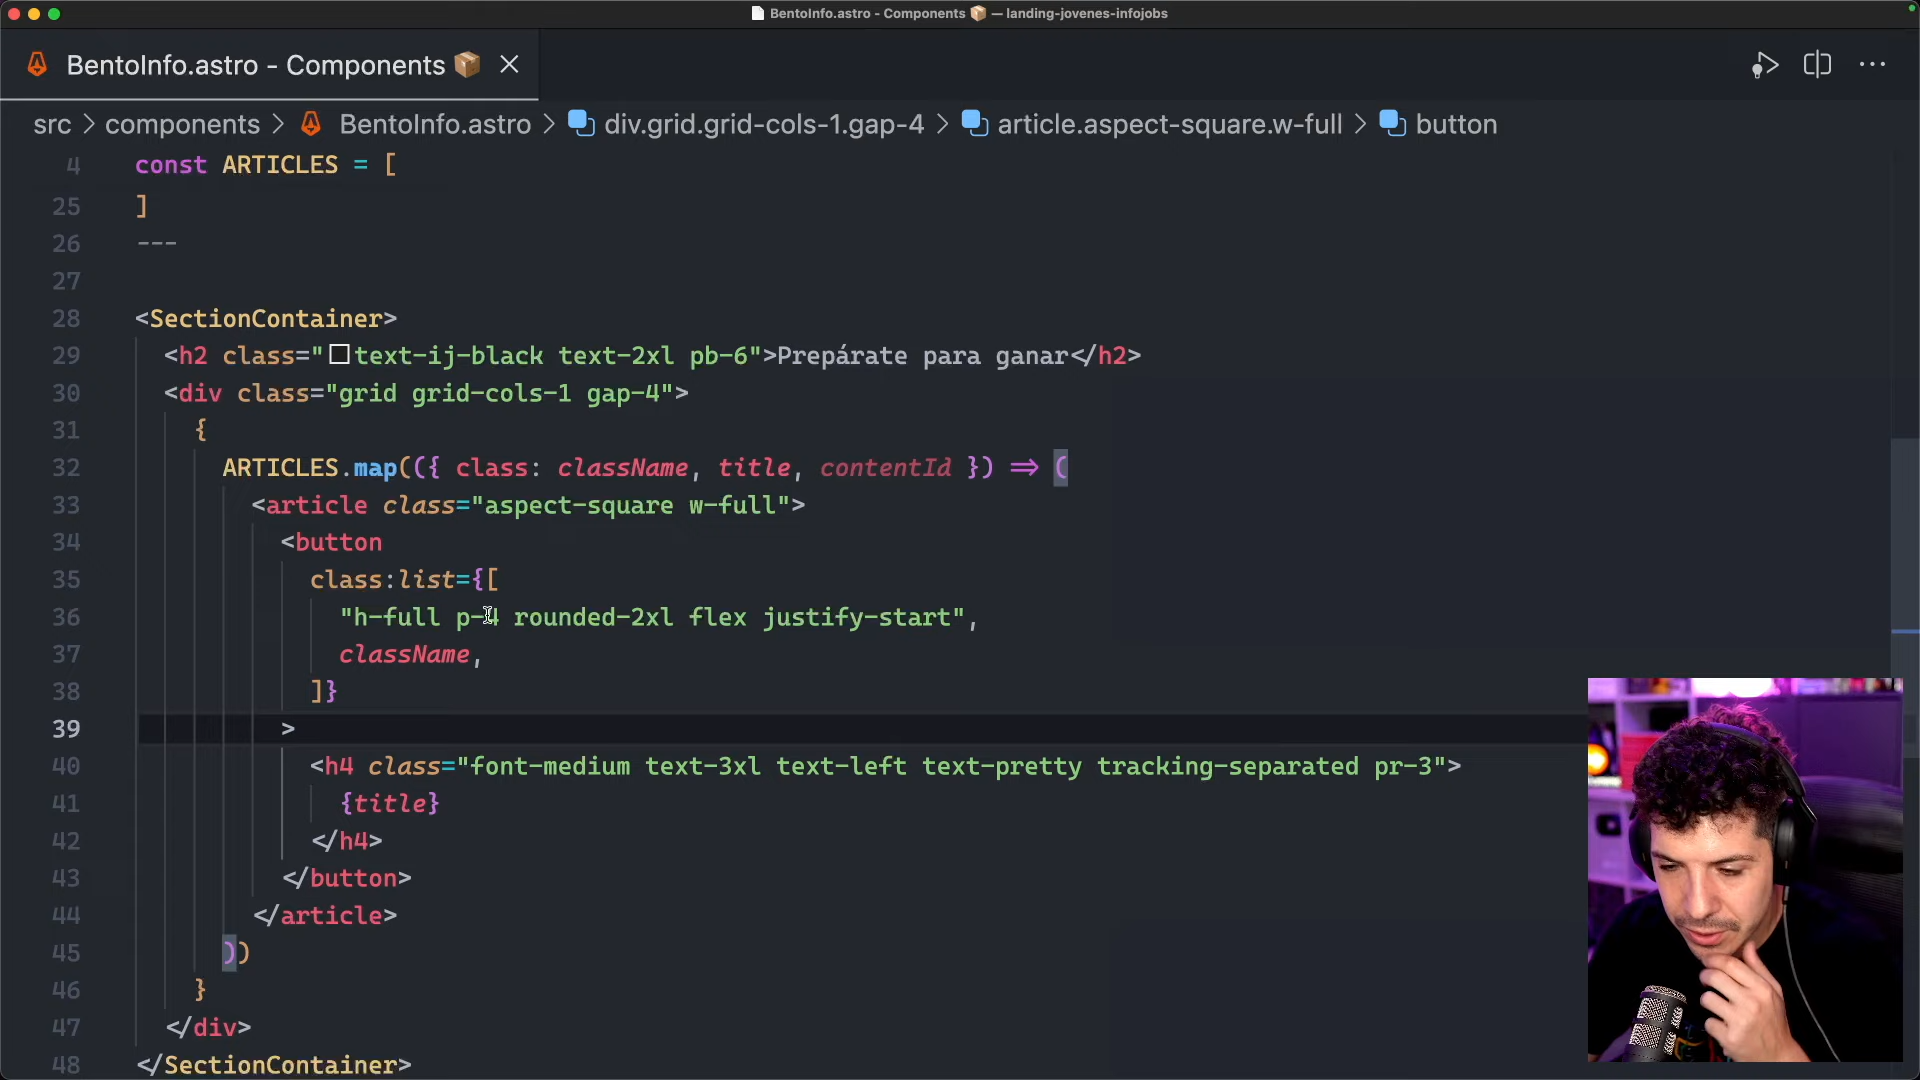 BentoInfo.astro - Components 📦 — landing-jovenes-infojobs
BentoInfo.astro - Components 📦
src > components > BentoInfo.astro > div.grid.grid-cols-1.gap-4 > article.aspect-square.w-full > button
4 const ARTICLES = [
25 ]
26 ---
27
28 <SectionContainer>
29 <h2 class="text-ij-black text-2xl pb-6">Prepárate para ganar</h2>
30 <div class="grid grid-cols-1 gap-4">
31 {
32 ARTICLES.map(({ class: className, title, contentId }) => (
33 <article class="aspect-square w-full">
34 <button
35 class:list={[
36 "h-full p-4 rounded-2xl flex justify-start",
37 className,
38 ]}
39 >
40 <h4 class="font-medium text-3xl text-left text-pretty tracking-separated pr-3">
41 {title}
42 </h4>
43 </button>
44 </article>
45 ))
46 }
47 </div>
48 </SectionContainer>